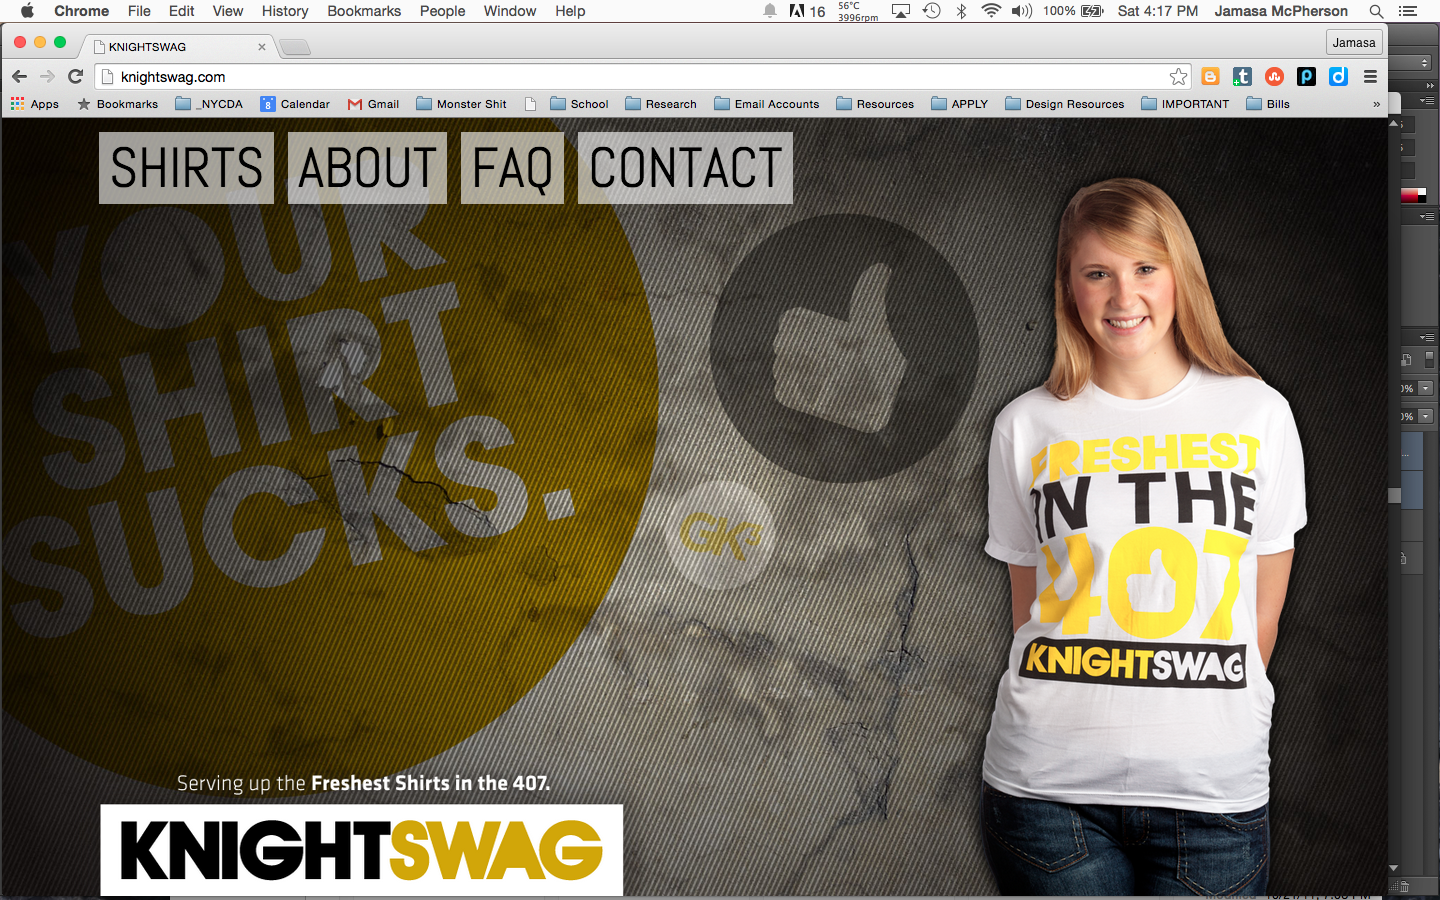 Chrome File Edit View History Bookmarks People Window Help 16 56°C 3996rpm 100% Sat 4:17 PM Jamasa McPherson
KNIGHTSWAG
Jamasa
knightswag.com
Apps Bookmarks _NYCDA 8 Calendar Gmail Monster Shit School Research Email Accounts Resources APPLY Design Resources IMPORTANT Bills »
SHIRTS ABOUT FAQ CONTACT
YOUR
SHIRT
SUCKS.
GK3
FRESHEST
IN THE
407
KNIGHTSWAG
Serving up the Freshest Shirts in the 407.
KNIGHTSWAG